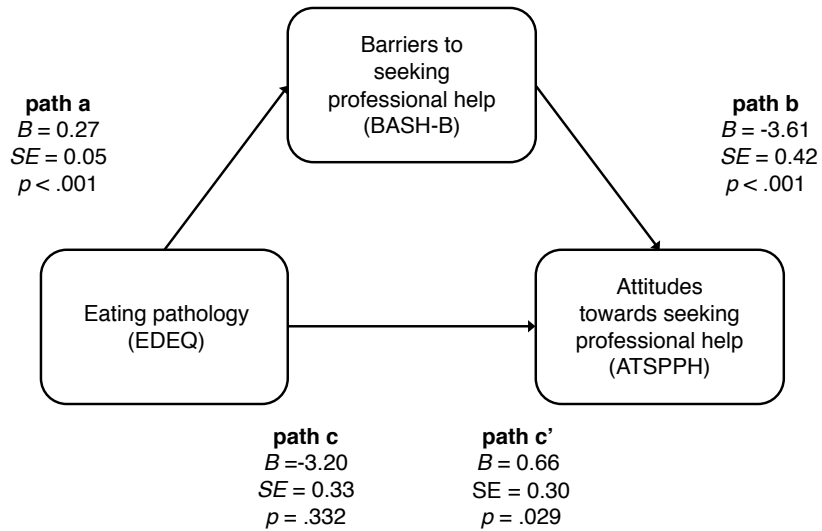 Barriers to
seeking
professional help
(BASH-B)
path a
B = 0.27
SE = 0.05
p < .001
path b
B = -3.61
SE = 0.42
p < .001
Eating pathology
(EDEQ)
Attitudes
towards seeking
professional help
(ATSPPH)
path c
B =-3.20
SE = 0.33
p = .332
path c’
B = 0.66
SE = 0.30
p = .029